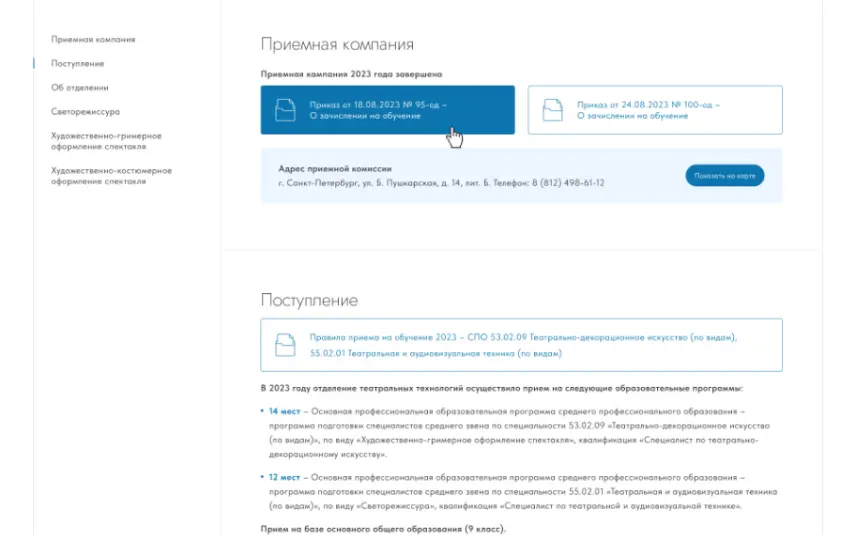 Приемная компания
Поступление
Об отделении
Светорежиссура
Художественно-гримерное
оформление спектакля
Художественно-костюмерное
оформление спектакля
Приемная компания
Приемная кампания 2023 года завершена
Приказ от 18.08.2023 № 95-од –
О зачислении на обучение
Приказ от 24.08.2023 № 100-од –
О зачислении на обучение
Адрес приемной комиссии
г. Санкт-Петербург, ул. Б. Пушкарская, д. 14, лит. Б. Телефон: 8 (812) 498-61-12
Показать на карте
Поступление
Правила приема на обучение 2023 – СПО 53.02.09 Театрально-декорационное искусство (по видам),
55.02.01 Театральная и аудиовизуальная техника (по видам)
В 2023 году отделение театральных технологий осуществило прием на следующие образовательные программы:
• 14 мест – Основная профессиональная образовательная программа среднего профессионального образования –
программа подготовки специалистов среднего звена по специальности 53.02.09 «Театрально-декорационное искусство
(по видам)», по виду «Художественно-гримерное оформление спектакля», квалификация «Специалист по театрально-
декорационному искусству».
• 12 мест – Основная профессиональная образовательная программа среднего профессионального образования –
программа подготовки специалистов среднего звена по специальности 55.02.01 «Театральная и аудиовизуальная техника
(по видам)», по виду «Светорежиссура», квалификация «Специалист по театральной и аудиовизуальной технике».
Прием на базе основного общего образования (9 класс).